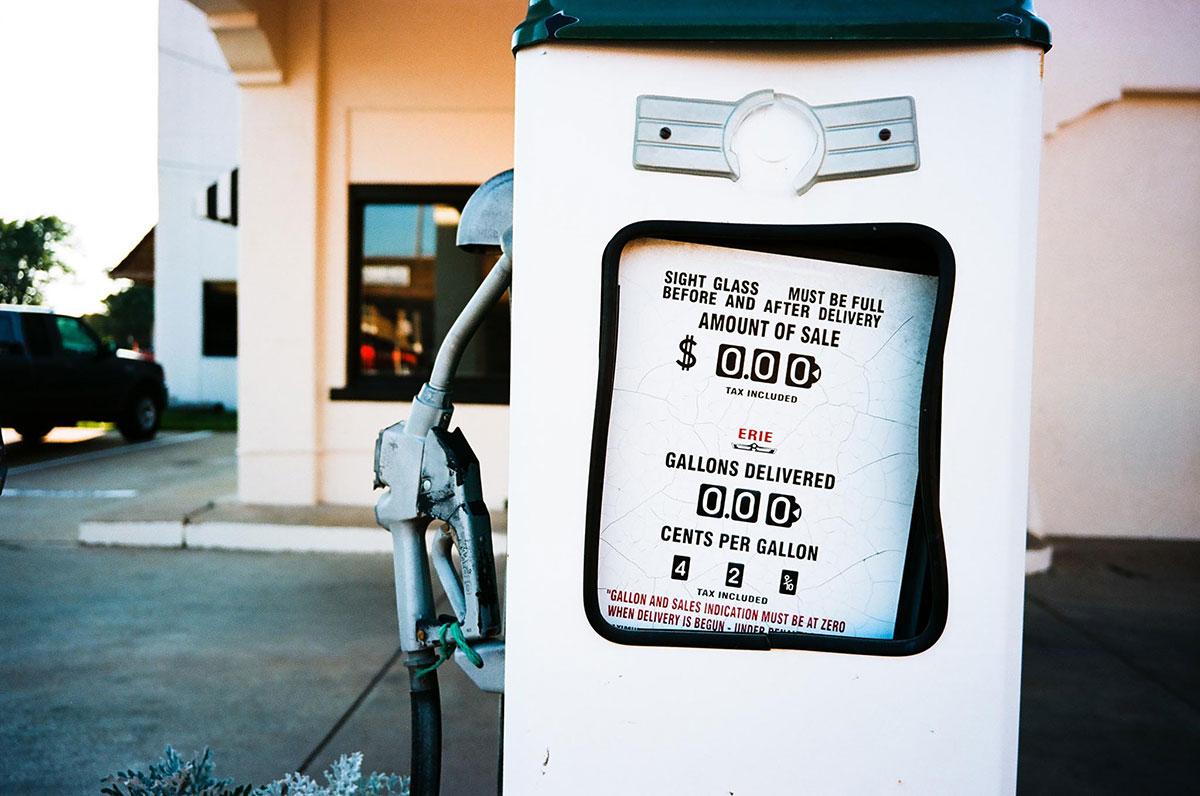 SIGHT GLASS MUST BE FULL
BEFORE AND AFTER DELIVERY
AMOUNT OF SALE
$ 0.00
TAX INCLUDED
ERIE
GALLONS DELIVERED
0.00
CENTS PER GALLON
4 2 9/10
TAX INCLUDED
"GALLON AND SALES INDICATION MUST BE AT ZERO
WHEN DELIVERY IS BEGUN - UNDER